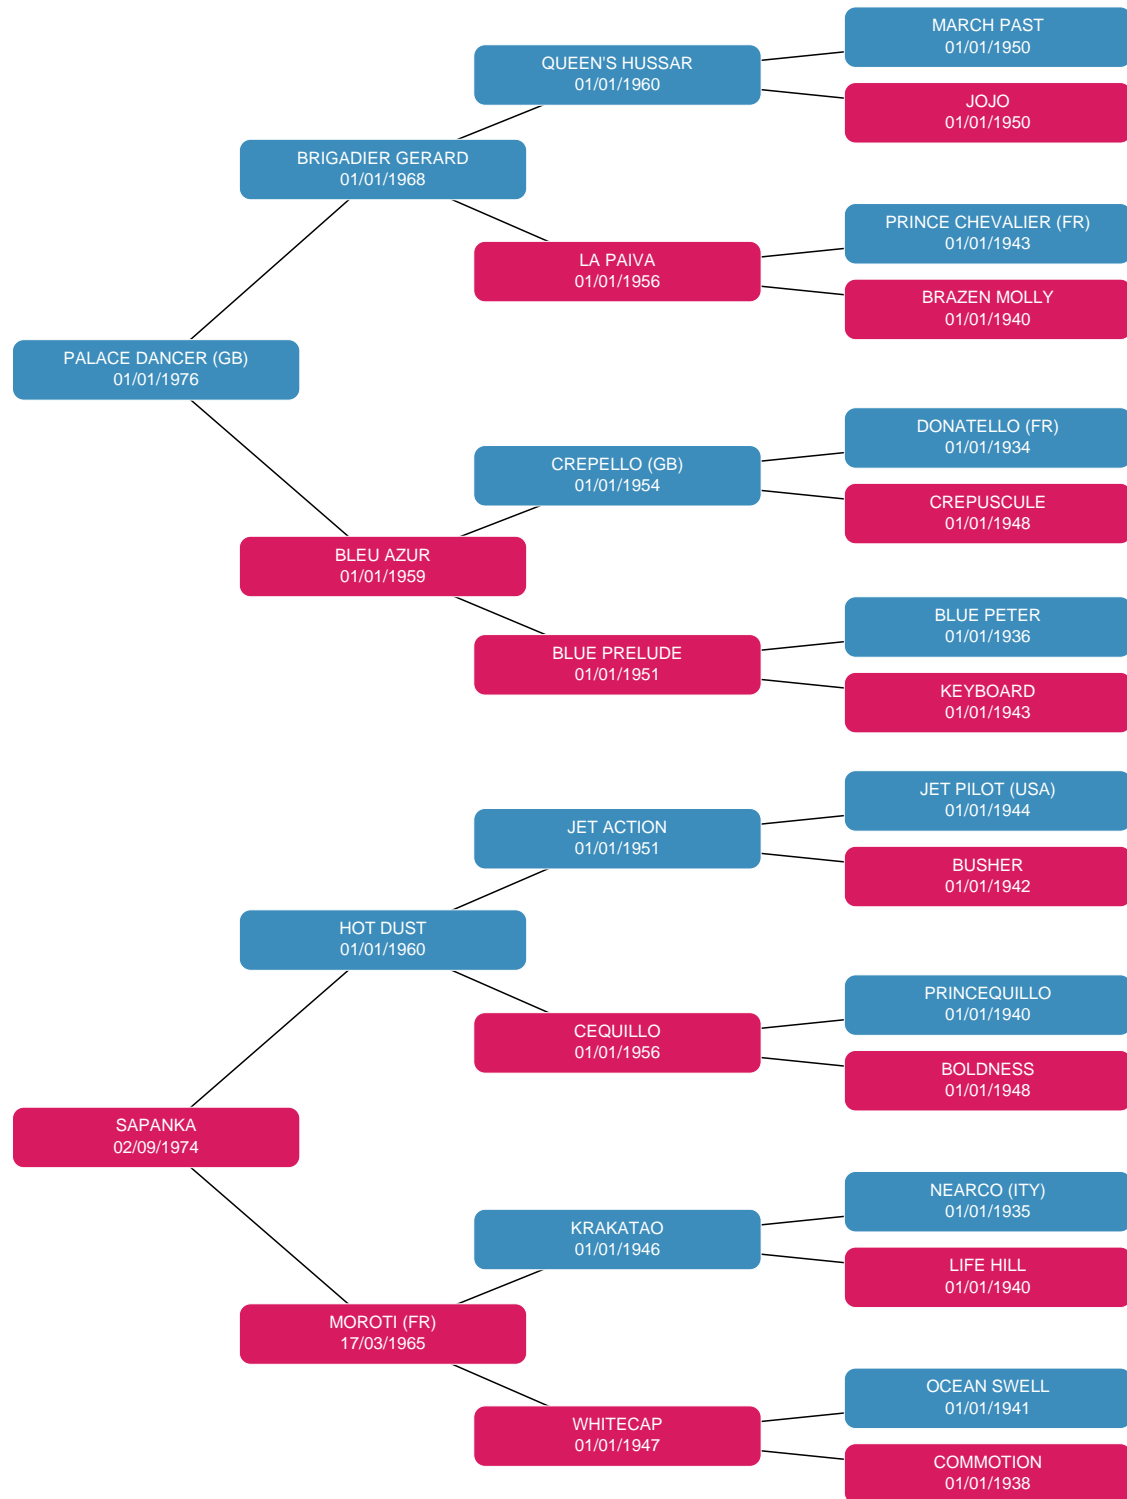 MARCH PAST
01/01/1950
QUEEN'S HUSSAR
01/01/1960
JOJO
01/01/1950
BRIGADIER GERARD
01/01/1968
PRINCE CHEVALIER (FR)
01/01/1943
LA PAIVA
01/01/1956
BRAZEN MOLLY
01/01/1940
PALACE DANCER (GB)
01/01/1976
DONATELLO (FR)
01/01/1934
CREPELLO (GB)
01/01/1954
CREPUSCULE
01/01/1948
BLEU AZUR
01/01/1959
BLUE PETER
01/01/1936
BLUE PRELUDE
01/01/1951
KEYBOARD
01/01/1943
JET PILOT (USA)
01/01/1944
JET ACTION
01/01/1951
BUSHER
01/01/1942
HOT DUST
01/01/1960
PRINCEQUILLO
01/01/1940
CEQUILLO
01/01/1956
BOLDNESS
01/01/1948
SAPANKA
02/09/1974
NEARCO (ITY)
01/01/1935
KRAKATAO
01/01/1946
LIFE HILL
01/01/1940
MOROTI (FR)
17/03/1965
OCEAN SWELL
01/01/1941
WHITECAP
01/01/1947
COMMOTION
01/01/1938